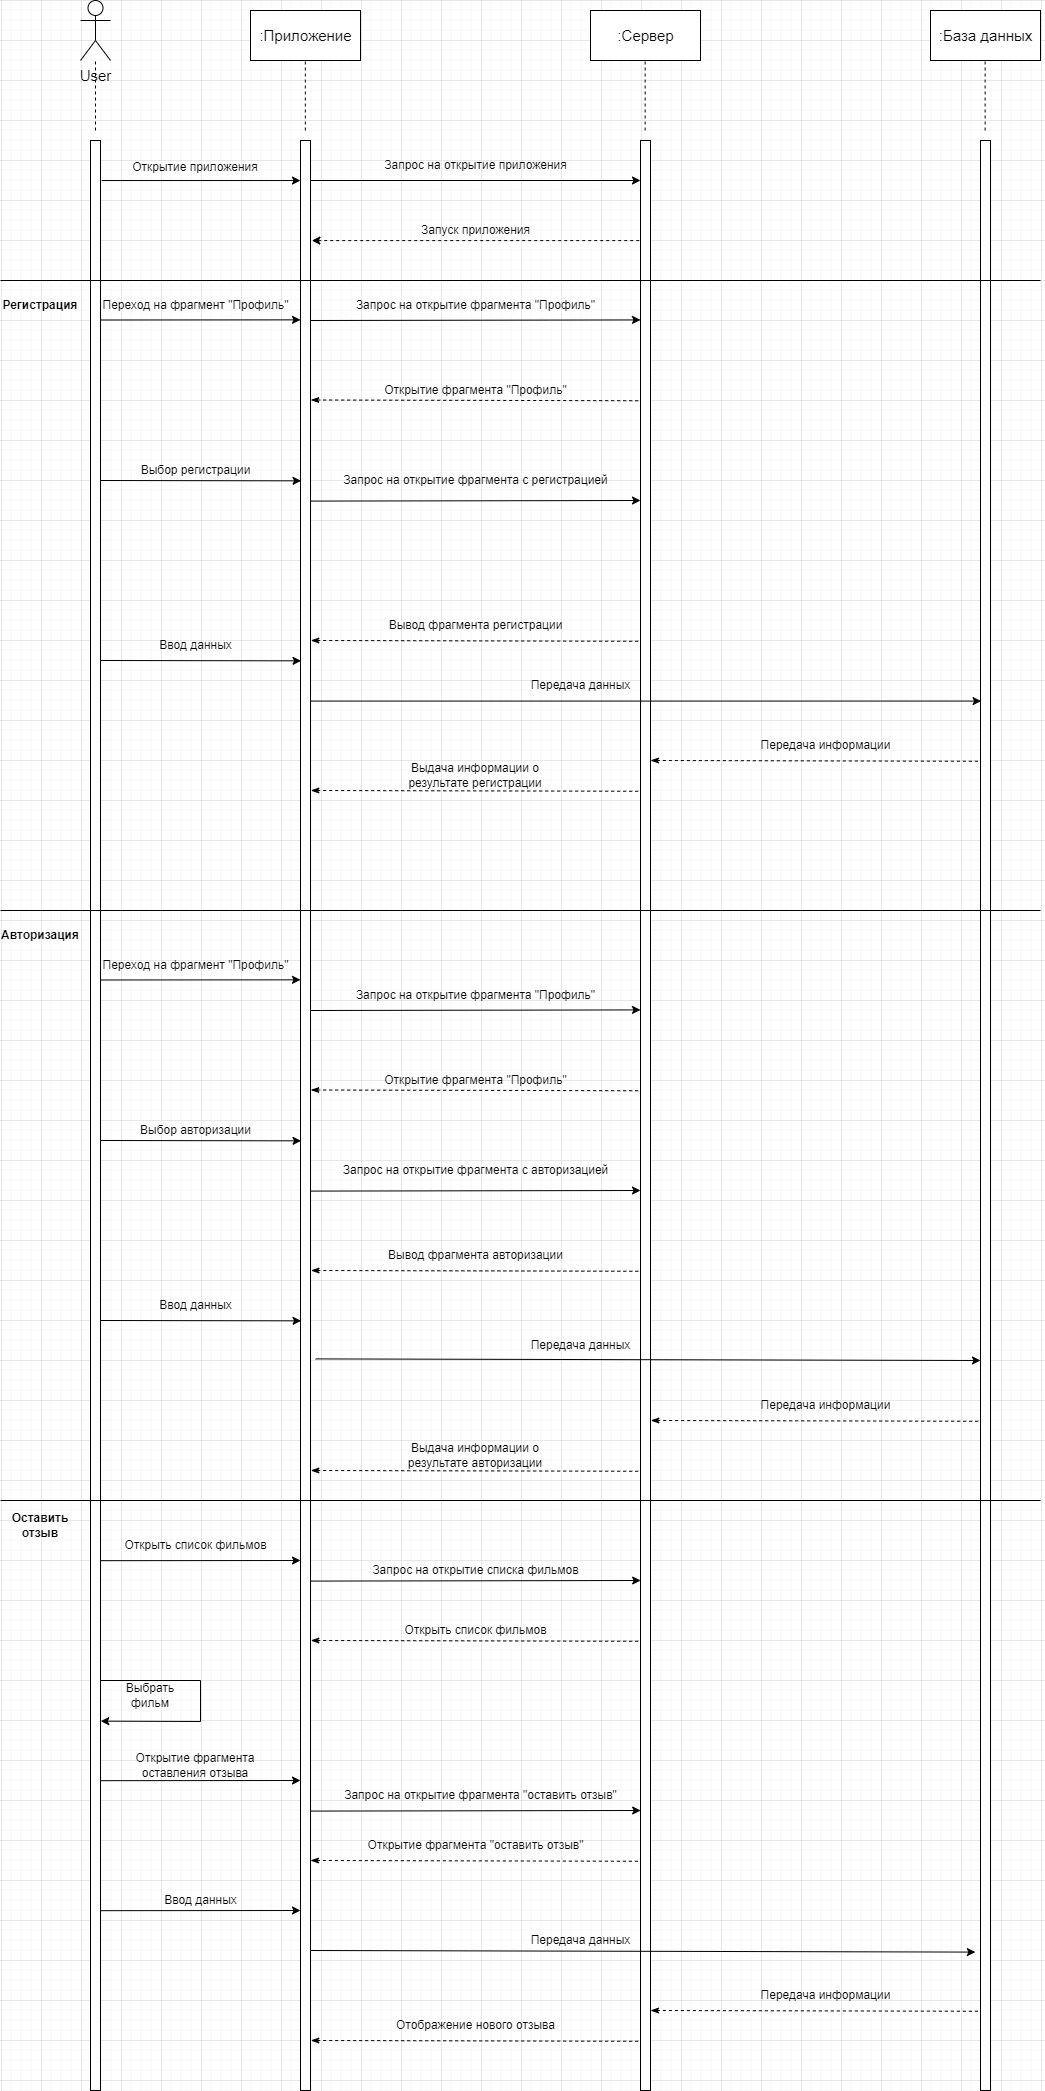 :Приложение
:Сервер
:База данных
User
Открытие приложения
Запрос на открытие приложения
Запуск приложения
Регистрация
Переход на фрагмент "Профиль"
Запрос на открытие фрагмента "Профиль"
Открытие фрагмента "Профиль"
Выбор регистрации
Запрос на открытие фрагмента с регистрацией
Вывод фрагмента регистрации
Ввод данных
Передача данных
Передача информации
Выдача информации о
результате регистрации
Авторизация
Переход на фрагмент "Профиль"
Запрос на открытие фрагмента "Профиль"
Открытие фрагмента "Профиль"
Выбор авторизации
Запрос на открытие фрагмента с авторизацией
Вывод фрагмента авторизации
Ввод данных
Передача данных
Передача информации
Выдача информации о
результате авторизации
Оставить
отзыв
Открыть список фильмов
Запрос на открытие списка фильмов
Открыть список фильмов
Выбрать
фильм
Открытие фрагмента
оставления отзыва
Запрос на открытие фрагмента "оставить отзыв"
Открытие фрагмента "оставить отзыв"
Ввод данных
Передача данных
Передача информации
Отображение нового отзыва